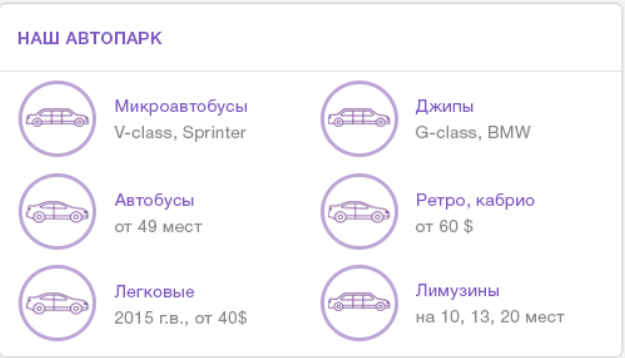 НАШ АВТОПАРК
Микроавтобусы
V-class, Sprinter
Джипы
G-class, BMW
Автобусы
от 49 мест
Ретро, кабрио
от 60 $
Легковые
2015 г.в., от 40$
Лимузины
на 10, 13, 20 мест